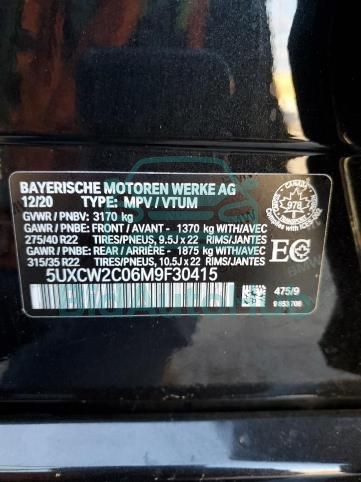 BAYERISCHE MOTOREN WERKE AG
12/20 TYPE: MPV / VTUM
GVWR / PNBV: 3170 kg
GAWR / PNBE: FRONT / AVANT - 1370 kg WITH/AVEC
275/40 R22 TIRES/PNEUS, 9.5J x 22 RIMS/JANTES
GAWR / PNBE: REAR / ARRIÈRE - 1875 kg WITH/AVEC
315/35 R22 TIRES/PNEUS, 10.5J x 22 RIMS/JANTES
5UXCW2C06M9F30415
CANADA
EC
BMW
475/9